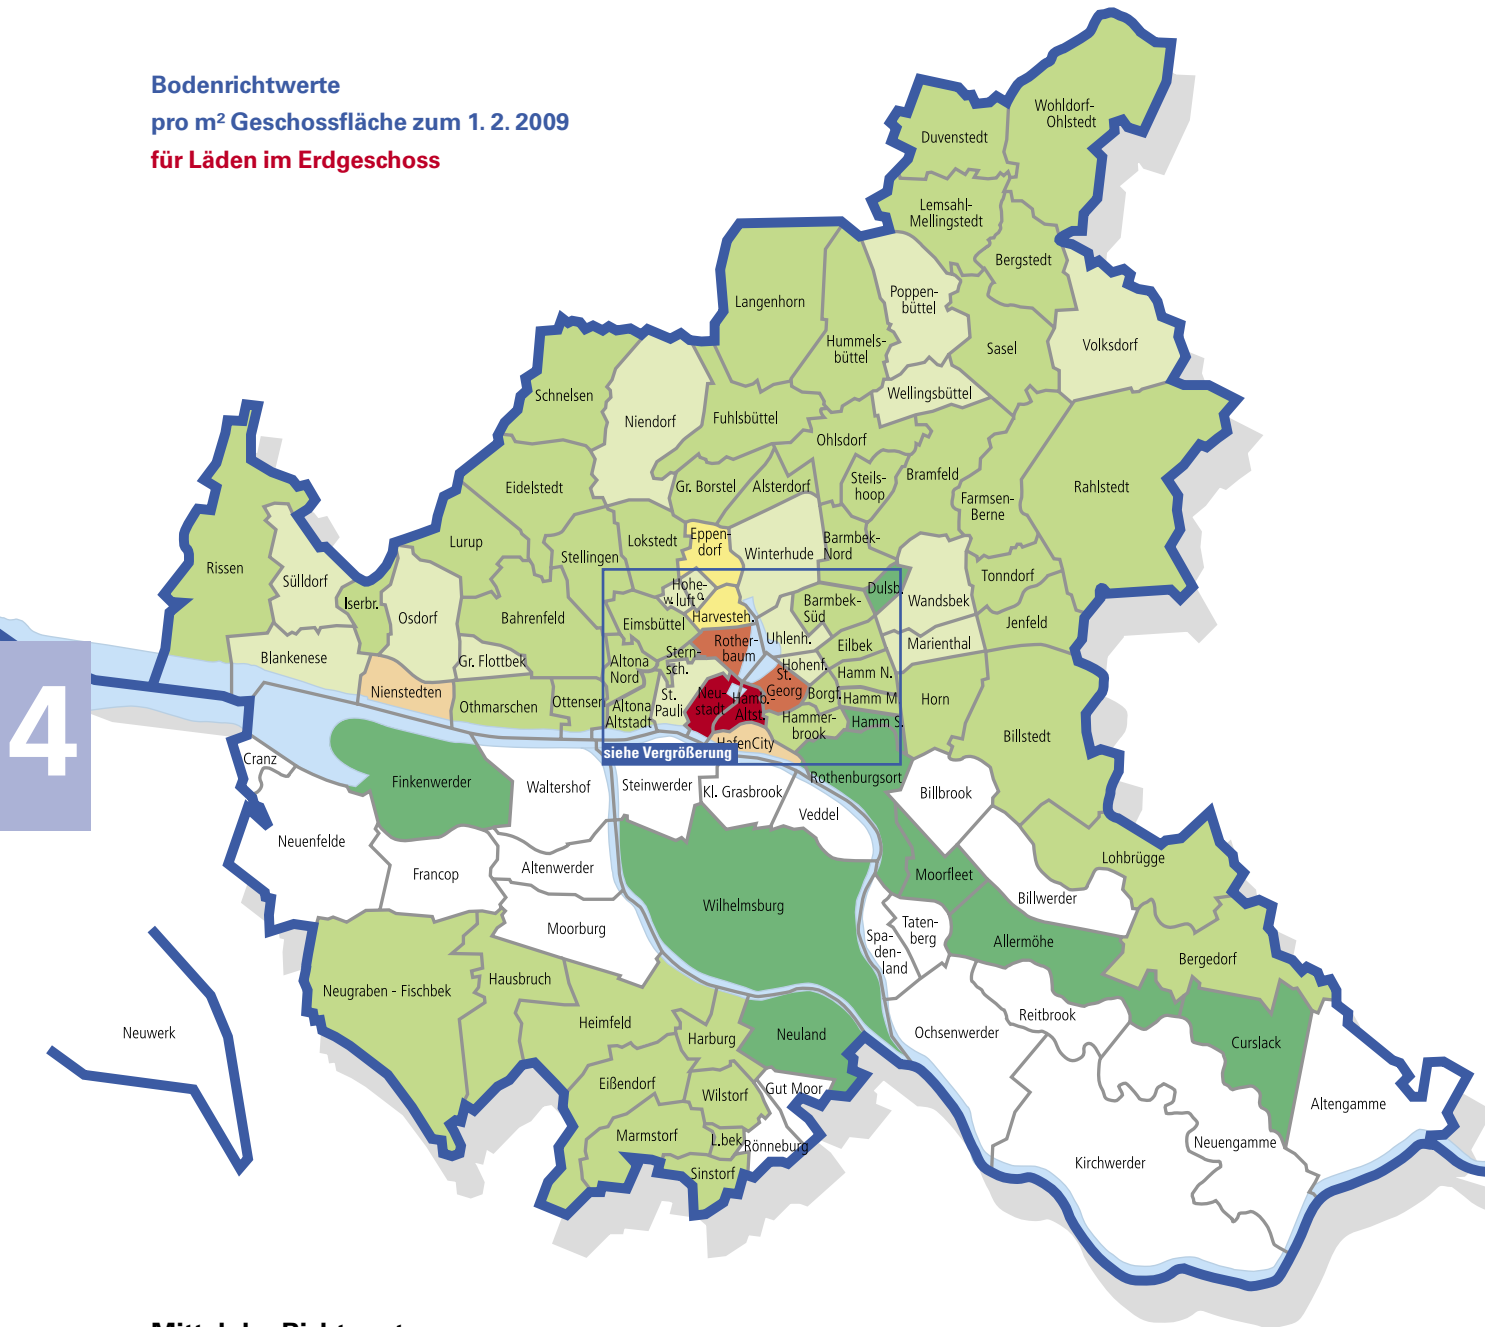 Bodenrichtwerte
pro m² Geschossfläche zum 1. 2. 2009
für Läden im Erdgeschoss
Wohldorf-
Ohlstedt
Duvenstedt
Lemsahl-
Mellingstedt
Bergstedt
Poppen-
büttel
Langenhorn
Hummels-
büttel
Sasel
Volksdorf
Schnelsen
Niendorf
Wellingsbüttel
Fuhlsbüttel
Ohlsdorf
Eidelstedt
Gr. Borstel
Alsterdorf
Steils-
hoop
Bramfeld
Farmsen-
Berne
Rahlstedt
Lurup
Stellingen
Lokstedt
Eppen-
dorf
Winterhude
Barmbek-
Nord
Rissen
Sülldorf
Iserbr.
Osdorf
Bahrenfeld
Hohe-
w.luft o.
Dulsb.
Wandsbek
Tonndorf
Jenfeld
Eimsbüttel
Harvesteh.
Barmbek-
Süd
Blankenese
Gr. Flottbek
Stern-
sch.
Rother-
baum
Uhlenh.
Eilbek
Marienthal
Altona
Nord
Hohenf.
Hamm N.
Nienstedten
Othmarschen
Ottensen
Altona
Altstadt
St.
Pauli
Neu-
stadt
Hamb.-
Altst.
St.
Georg
Borgf.
Hamm M.
Horn
Hammer-
brook
Hamm S.
Billstedt
HafenCity
siehe Vergrößerung
4
Cranz
Finkenwerder
Waltershof
Steinwerder
Kl. Grasbrook
Veddel
Rothenburgsort
Billbrook
Neuenfelde
Francop
Altenwerder
Moorfleet
Lohbrügge
Billwerder
Wilhelmsburg
Moorburg
Spa-
den-
land
Taten-
berg
Allermöhe
Bergedorf
Neugraben - Fischbek
Hausbruch
Heimfeld
Harburg
Neuland
Ochsenwerder
Reitbrook
Curslack
Neuwerk
Eißendorf
Wilstorf
Gut Moor
Altengamme
Marmstorf
L.bek
Rönneburg
Neuengamme
Kirchwerder
Sinstorf